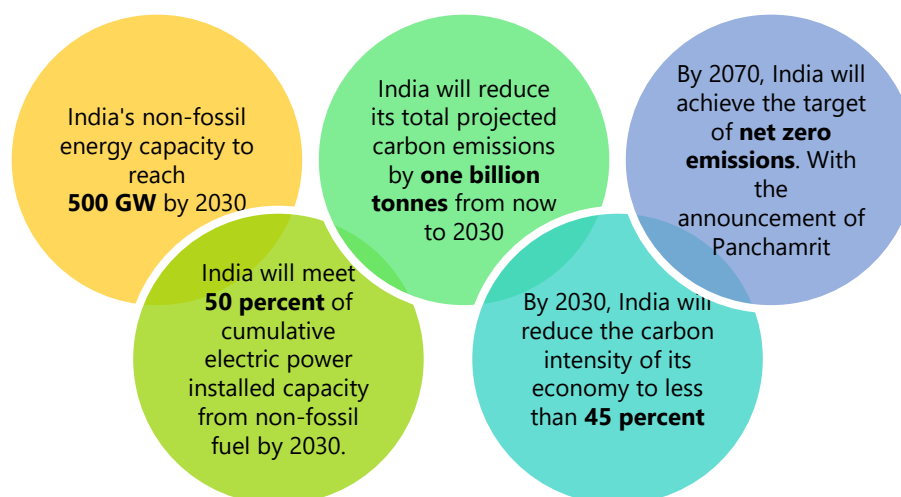 India's non-fossil
energy capacity to
reach
500 GW by 2030
India will meet
50 percent of
cumulative
electric power
installed capacity
from non-fossil
fuel by 2030.
India will reduce
its total projected
carbon emissions
by one billion
tonnes from now
to 2030
By 2030, India will
reduce the carbon
intensity of its
economy to less
than 45 percent
By 2070, India will
achieve the target
of net zero
emissions. With
the
announcement of
Panchamrit